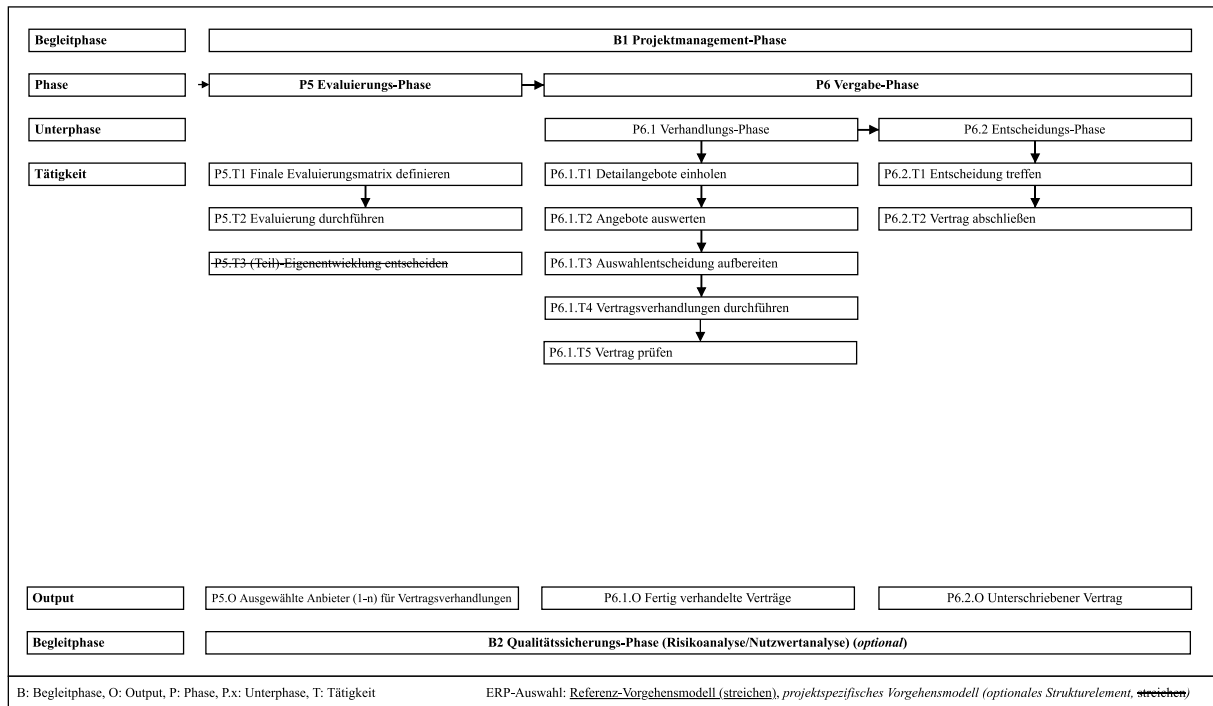 Begleitphase
B1 Projektmanagement-Phase
Phase
P5 Evaluierungs-Phase
P6 Vergabe-Phase
Unterphase
P6.1 Verhandlungs-Phase
P6.2 Entscheidungs-Phase
Tätigkeit
P5.T1 Finale Evaluierungsmatrix definieren
P6.1.T1 Detailangebote einholen
P6.2.T1 Entscheidung treffen
P5.T2 Evaluierung durchführen
P6.1.T2 Angebote auswerten
P6.2.T2 Vertrag abschließen
P5.T3 (Teil)-Eigenentwicklung entscheiden
P6.1.T3 Auswahlentscheidung aufbereiten
P6.1.T4 Vertragsverhandlungen durchführen
P6.1.T5 Vertrag prüfen
Output
P5.O Ausgewählte Anbieter (1-n) für Vertragsverhandlungen
P6.1.O Fertig verhandelte Verträge
P6.2.O Unterschriebener Vertrag
Begleitphase
B2 Qualitätssicherungs-Phase (Risikoanalyse/Nutzwertanalyse) (optional)
B: Begleitphase, O: Output, P: Phase, P.x: Unterphase, T: Tätigkeit
ERP-Auswahl: Referenz-Vorgehensmodell (streichen), projektspezifisches Vorgehensmodell (optionales Strukturelement, streichen)